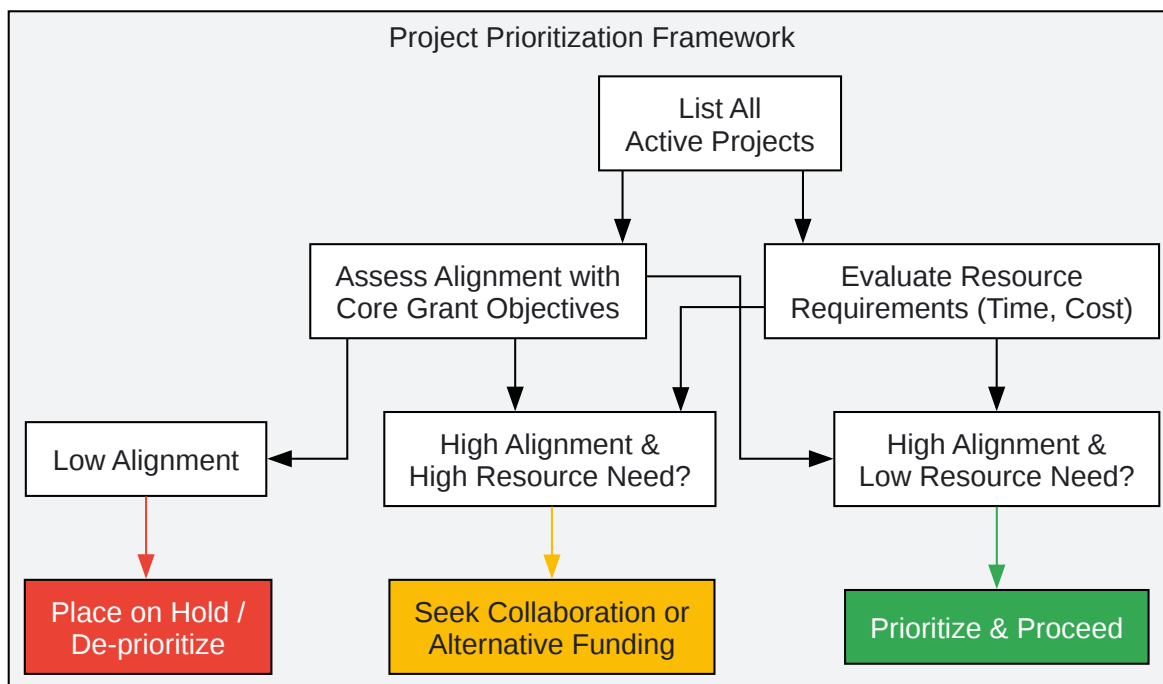 Project Prioritization Framework
List All
Active Projects
Assess Alignment with
Core Grant Objectives
Evaluate Resource
Requirements (Time, Cost)
Low Alignment
High Alignment &
High Resource Need?
High Alignment &
Low Resource Need?
Place on Hold /
De-prioritize
Seek Collaboration or
Alternative Funding
Prioritize & Proceed